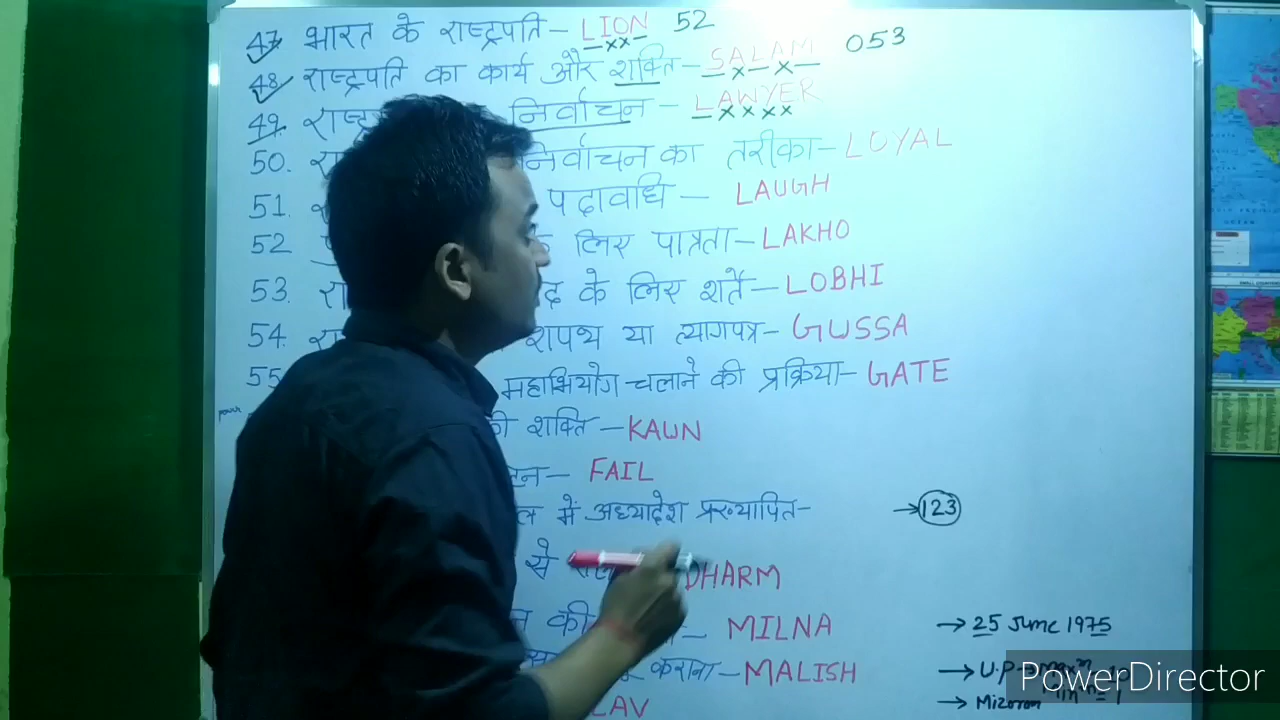 47. भारत के राष्ट्रपति– LION 52
48. राष्ट्रपति का कार्य और शक्ति– SALAM 053
49. निर्वाचन – LAWYER
50. निर्वाचन का तरीका– LOYAL
51. पदावधि – LAUGH
52 के लिए पात्रता– LAKHO
53. के लिए शर्ते– LOBHI
54. शपथ या त्यागपत्र– GUSSA
55 महाभियोग चलाने की प्रक्रिया– GATE
की शक्ति – KAUN
FAIL
में अध्यादेश प्रख्यापित– → 123
से DHARM
की – MILNA → 25 June 1975
कराना– MALISH → U.P →
LAV → Mizoram
PowerDirector